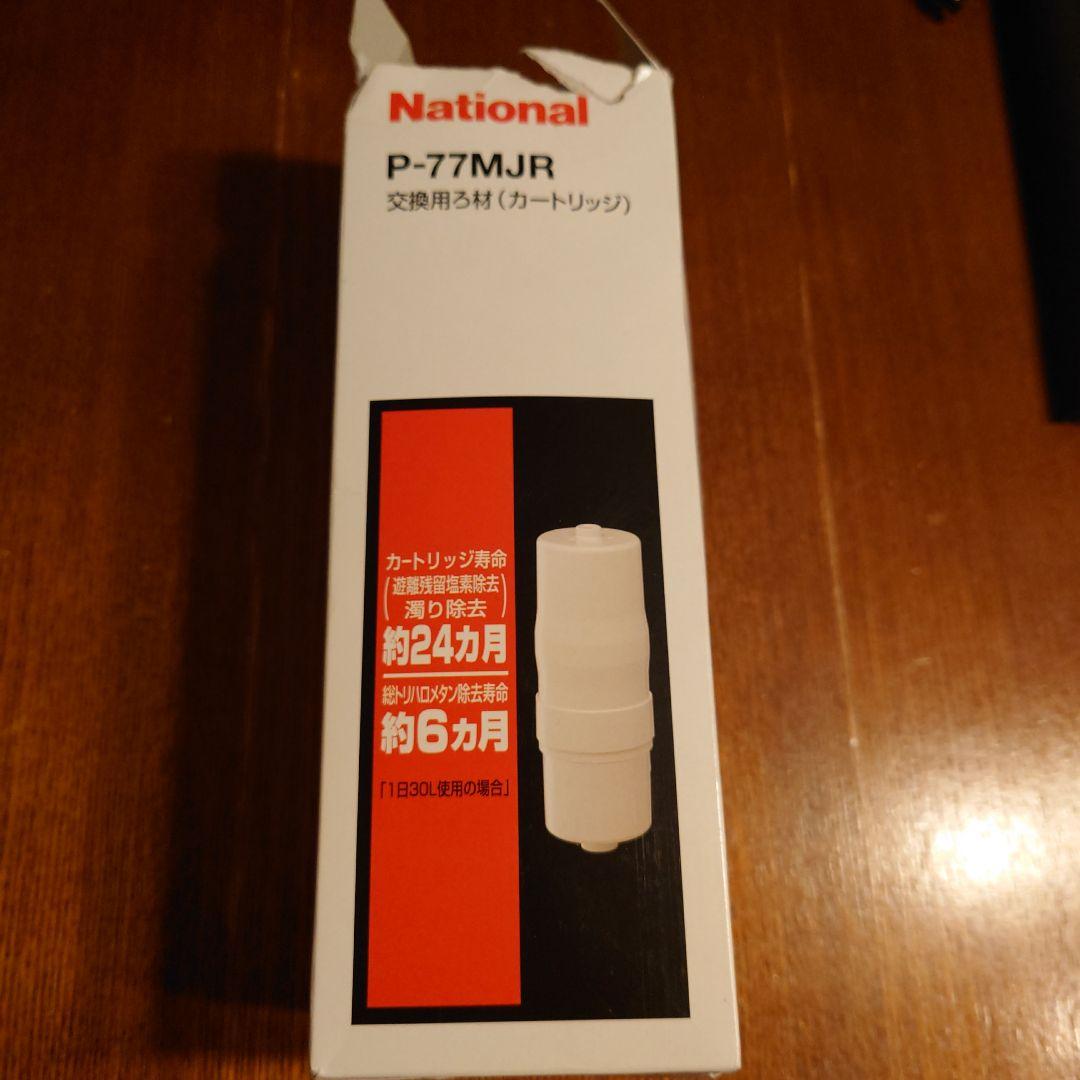 National
P-77MJR
交換用ろ材(カートリッジ)
カートリッジ寿命
(遊離残留塩素除去
濁り除去)
約24カ月
総トリハロメタン除去寿命
約6カ月
「1日30L使用の場合」